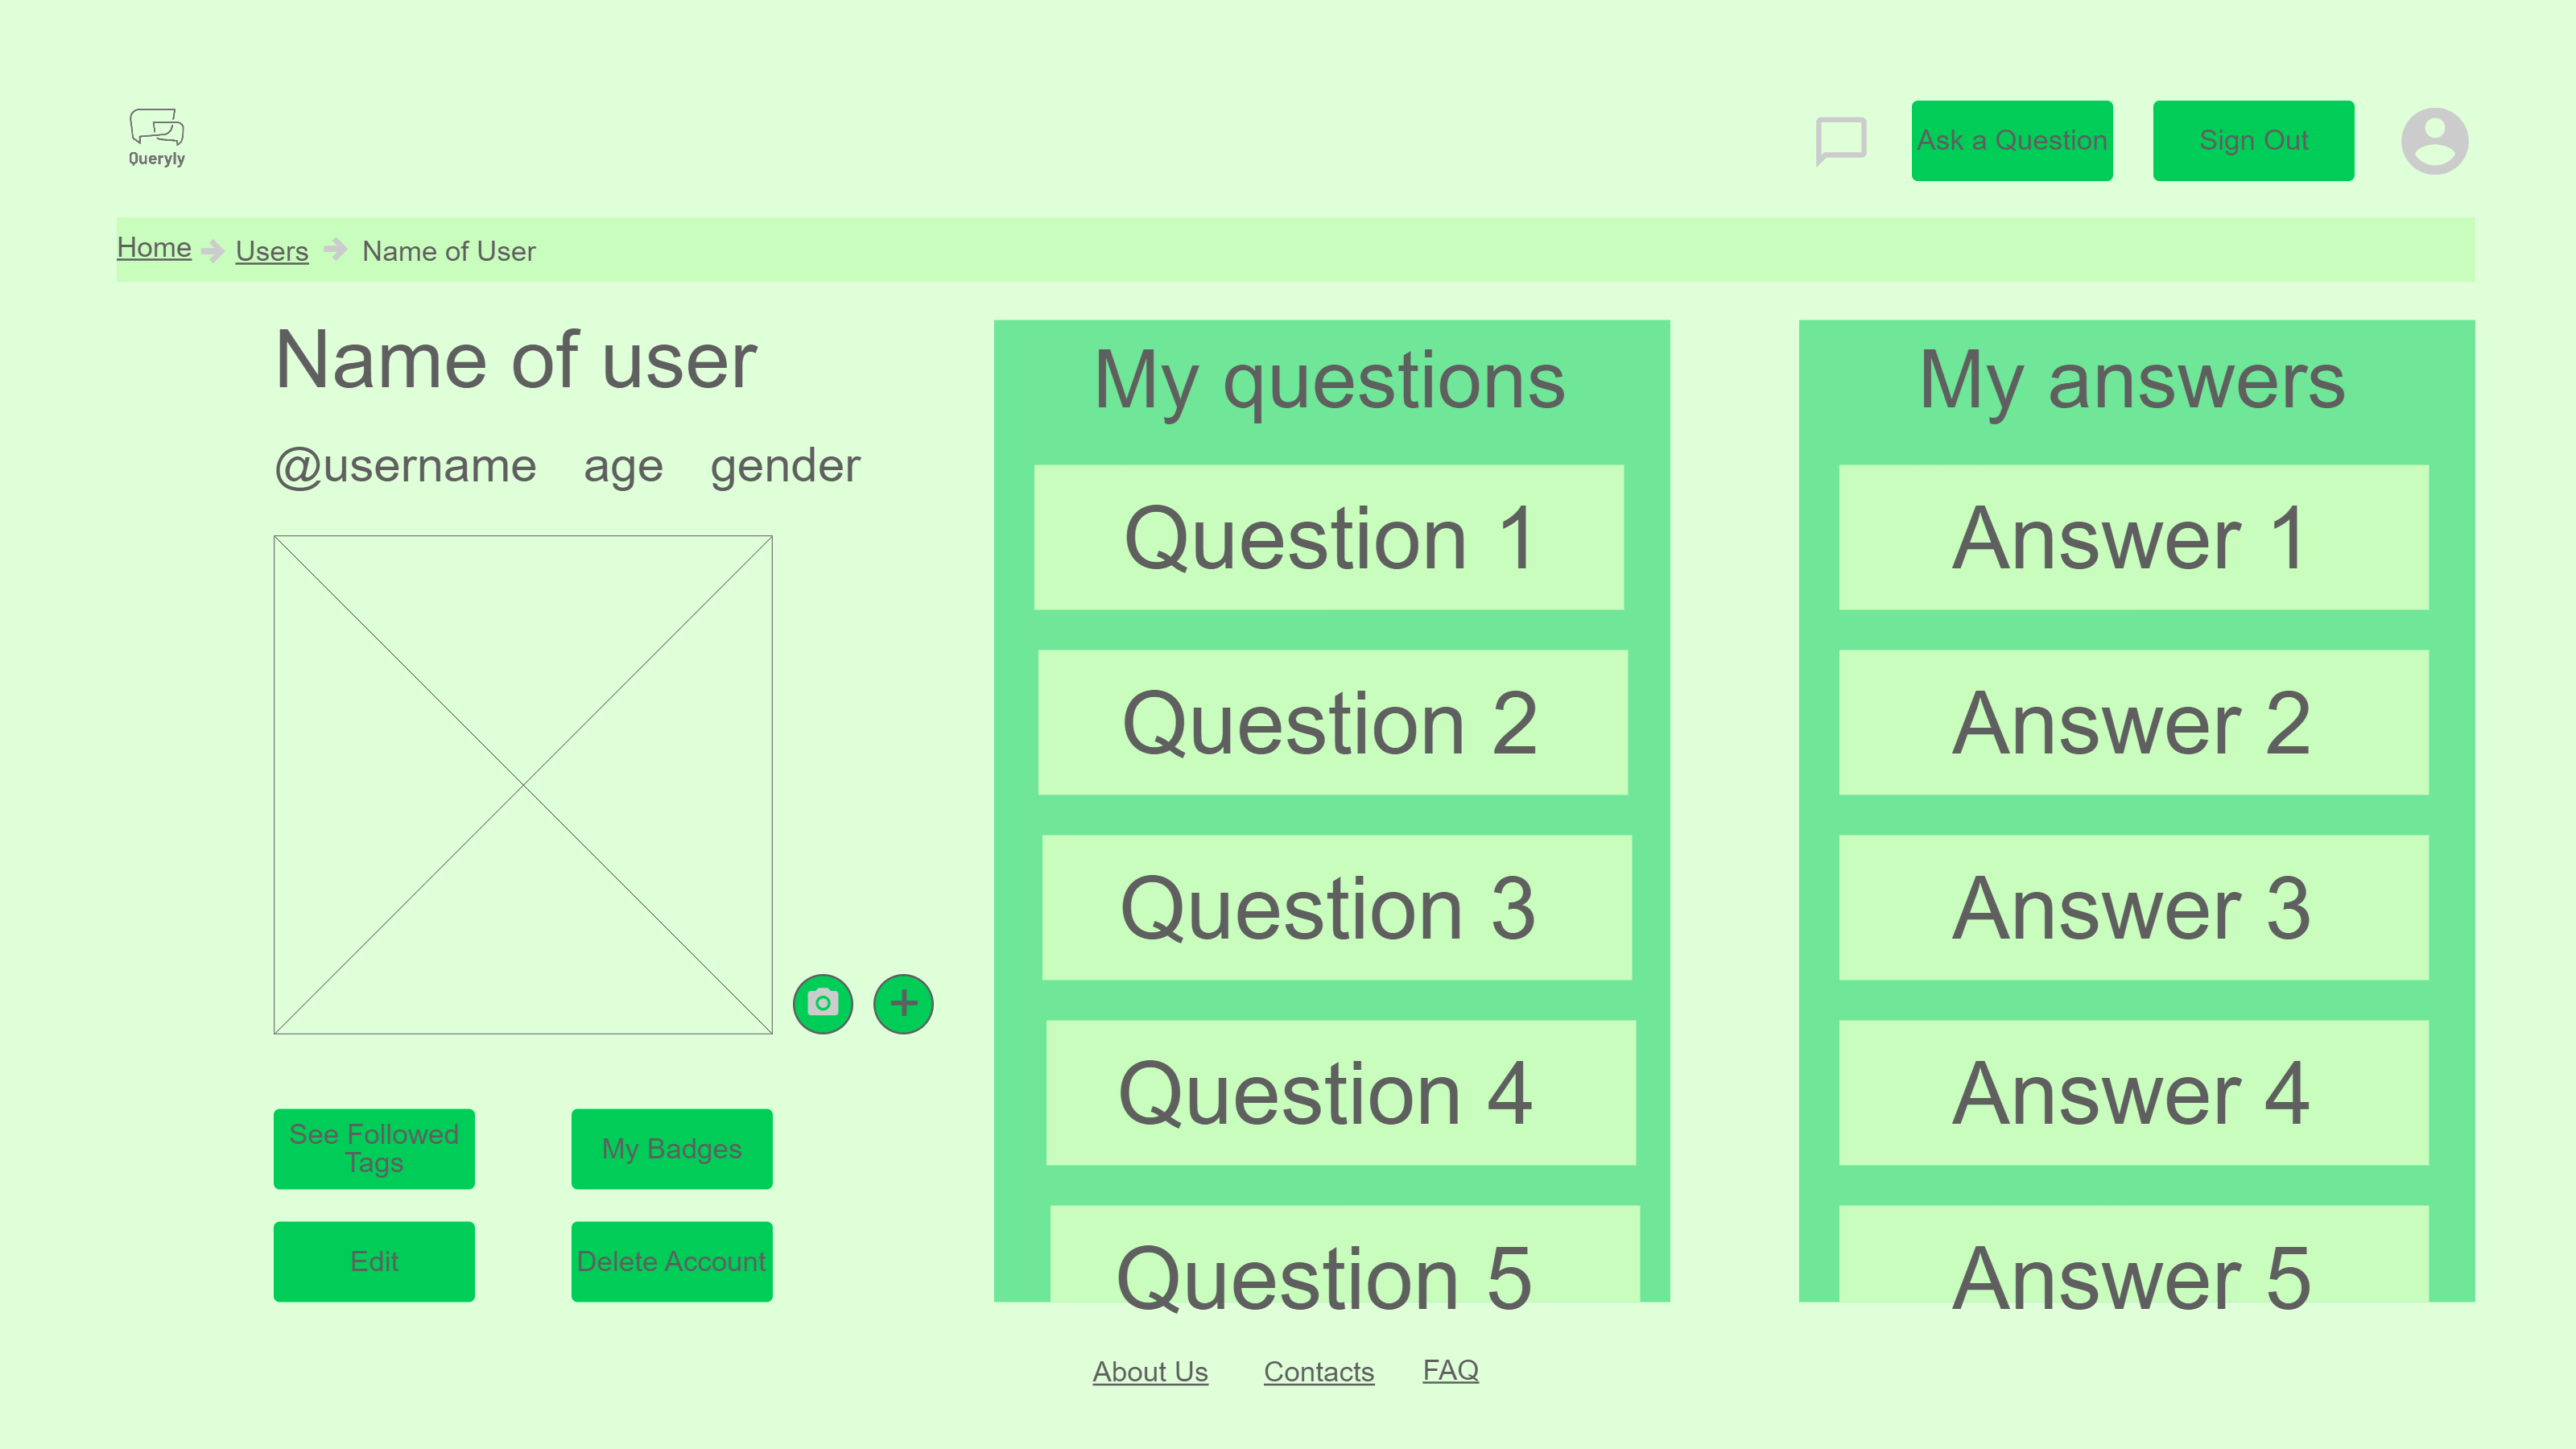 Queryly
Ask a Question
Sign Out
Home
Users
Name of User
Name of user
@username age gender
See Followed
Tags
My Badges
Edit
Delete Account
My questions
Question 1
Question 2
Question 3
Question 4
Question 5
My answers
Answer 1
Answer 2
Answer 3
Answer 4
Answer 5
About Us
Contacts
FAQ